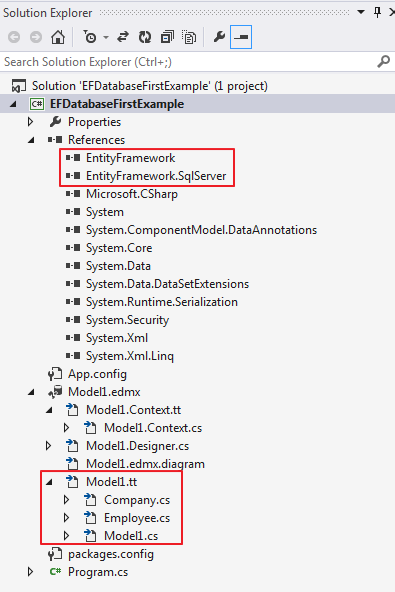 Solution Explorer
Search Solution Explorer (Ctrl+;)
Solution 'EFDatabaseFirstExample' (1 project)
C# EFDatabaseFirstExample
Properties
References
EntityFramework
EntityFramework.SqlServer
Microsoft.CSharp
System
System.ComponentModel.DataAnnotations
System.Core
System.Data
System.Data.DataSetExtensions
System.Runtime.Serialization
System.Security
System.Xml
System.Xml.Linq
App.config
Model1.edmx
Model1.Context.tt
Model1.Context.cs
Model1.Designer.cs
Model1.edmx.diagram
Model1.tt
Company.cs
Employee.cs
Model1.cs
packages.config
C# Program.cs